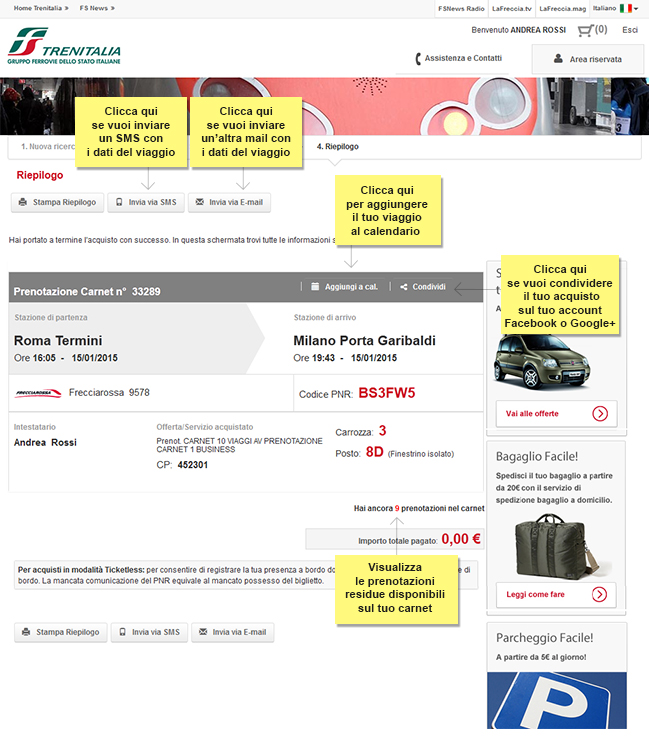 Home Trenitalia
FS News
FSNews Radio
LaFreccia.tv
LaFreccia.mag
Italiano
TRENITALIA
GRUPPO FERROVIE DELLO STATO ITALIANE
Benvenuto ANDREA ROSSI
(0)
Esci
Assistenza e Contatti
Area riservata
Clicca qui
se vuoi inviare
un SMS con
i dati del viaggio
Clicca qui
se vuoi inviare
un'altra mail con
i dati del viaggio
1. Nuova ricerc
4. Riepilogo
Riepilogo
Stampa Riepilogo
Invia via SMS
Invia via E-mail
Clicca qui
per aggiungere
il tuo viaggio
al calendario
Hai portato a termine l'acquisto con successo. In questa schermata trovi tutte le informazioni s
Clicca qui
se vuoi condividere
il tuo acquisto
sul tuo account
Facebook o Google+
Prenotazione Carnet n° 33289
Aggiungi a cal.
Condividi
Stazione di partenza
Roma Termini
Ore 16:05 - 15/01/2015
Stazione di arrivo
Milano Porta Garibaldi
Ore 19:43 - 15/01/2015
FRECCIAROSSA
Frecciarossa 9578
Codice PNR: BS3FW5
Intestatario
Andrea Rossi
Offerta/Servizio acquistato
Prenot. CARNET 10 VIAGGI AV PRENOTAZIONE
CARNET 1 BUSINESS
CP: 452301
Carrozza: 3
Posto: 8D (Finestrino isolato)
Hai ancora 9 prenotazioni nel carnet
Importo totale pagato: 0,00 €
Per acquisti in modalità Ticketless: per consentire di registrare la tua presenza a bordo do
e di
bordo. La mancata comunicazione del PNR equivale al mancato possesso del biglietto.
Visualizza
le prenotazioni
residue disponibili
sul tuo carnet
Stampa Riepilogo
Invia via SMS
Invia via E-mail
S
t
A
Vai alle offerte
Bagaglio Facile!
Spedisci il tuo bagaglio a partire
da 20€ con il servizio di
spedizione bagaglio a domicilio.
Leggi come fare
Parcheggio Facile!
A partire da 5€ al giorno!
P